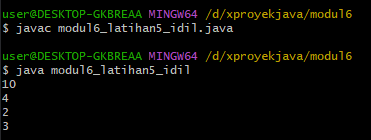 user@DESKTOP-GKBREAA MINGW64 /d/xproyekjava/modul6
$ javac modul6_latihan5_idil.java
user@DESKTOP-GKBREAA MINGW64 /d/xproyekjava/modul6
$ java modul6_latihan5_idil
10
4
2
3